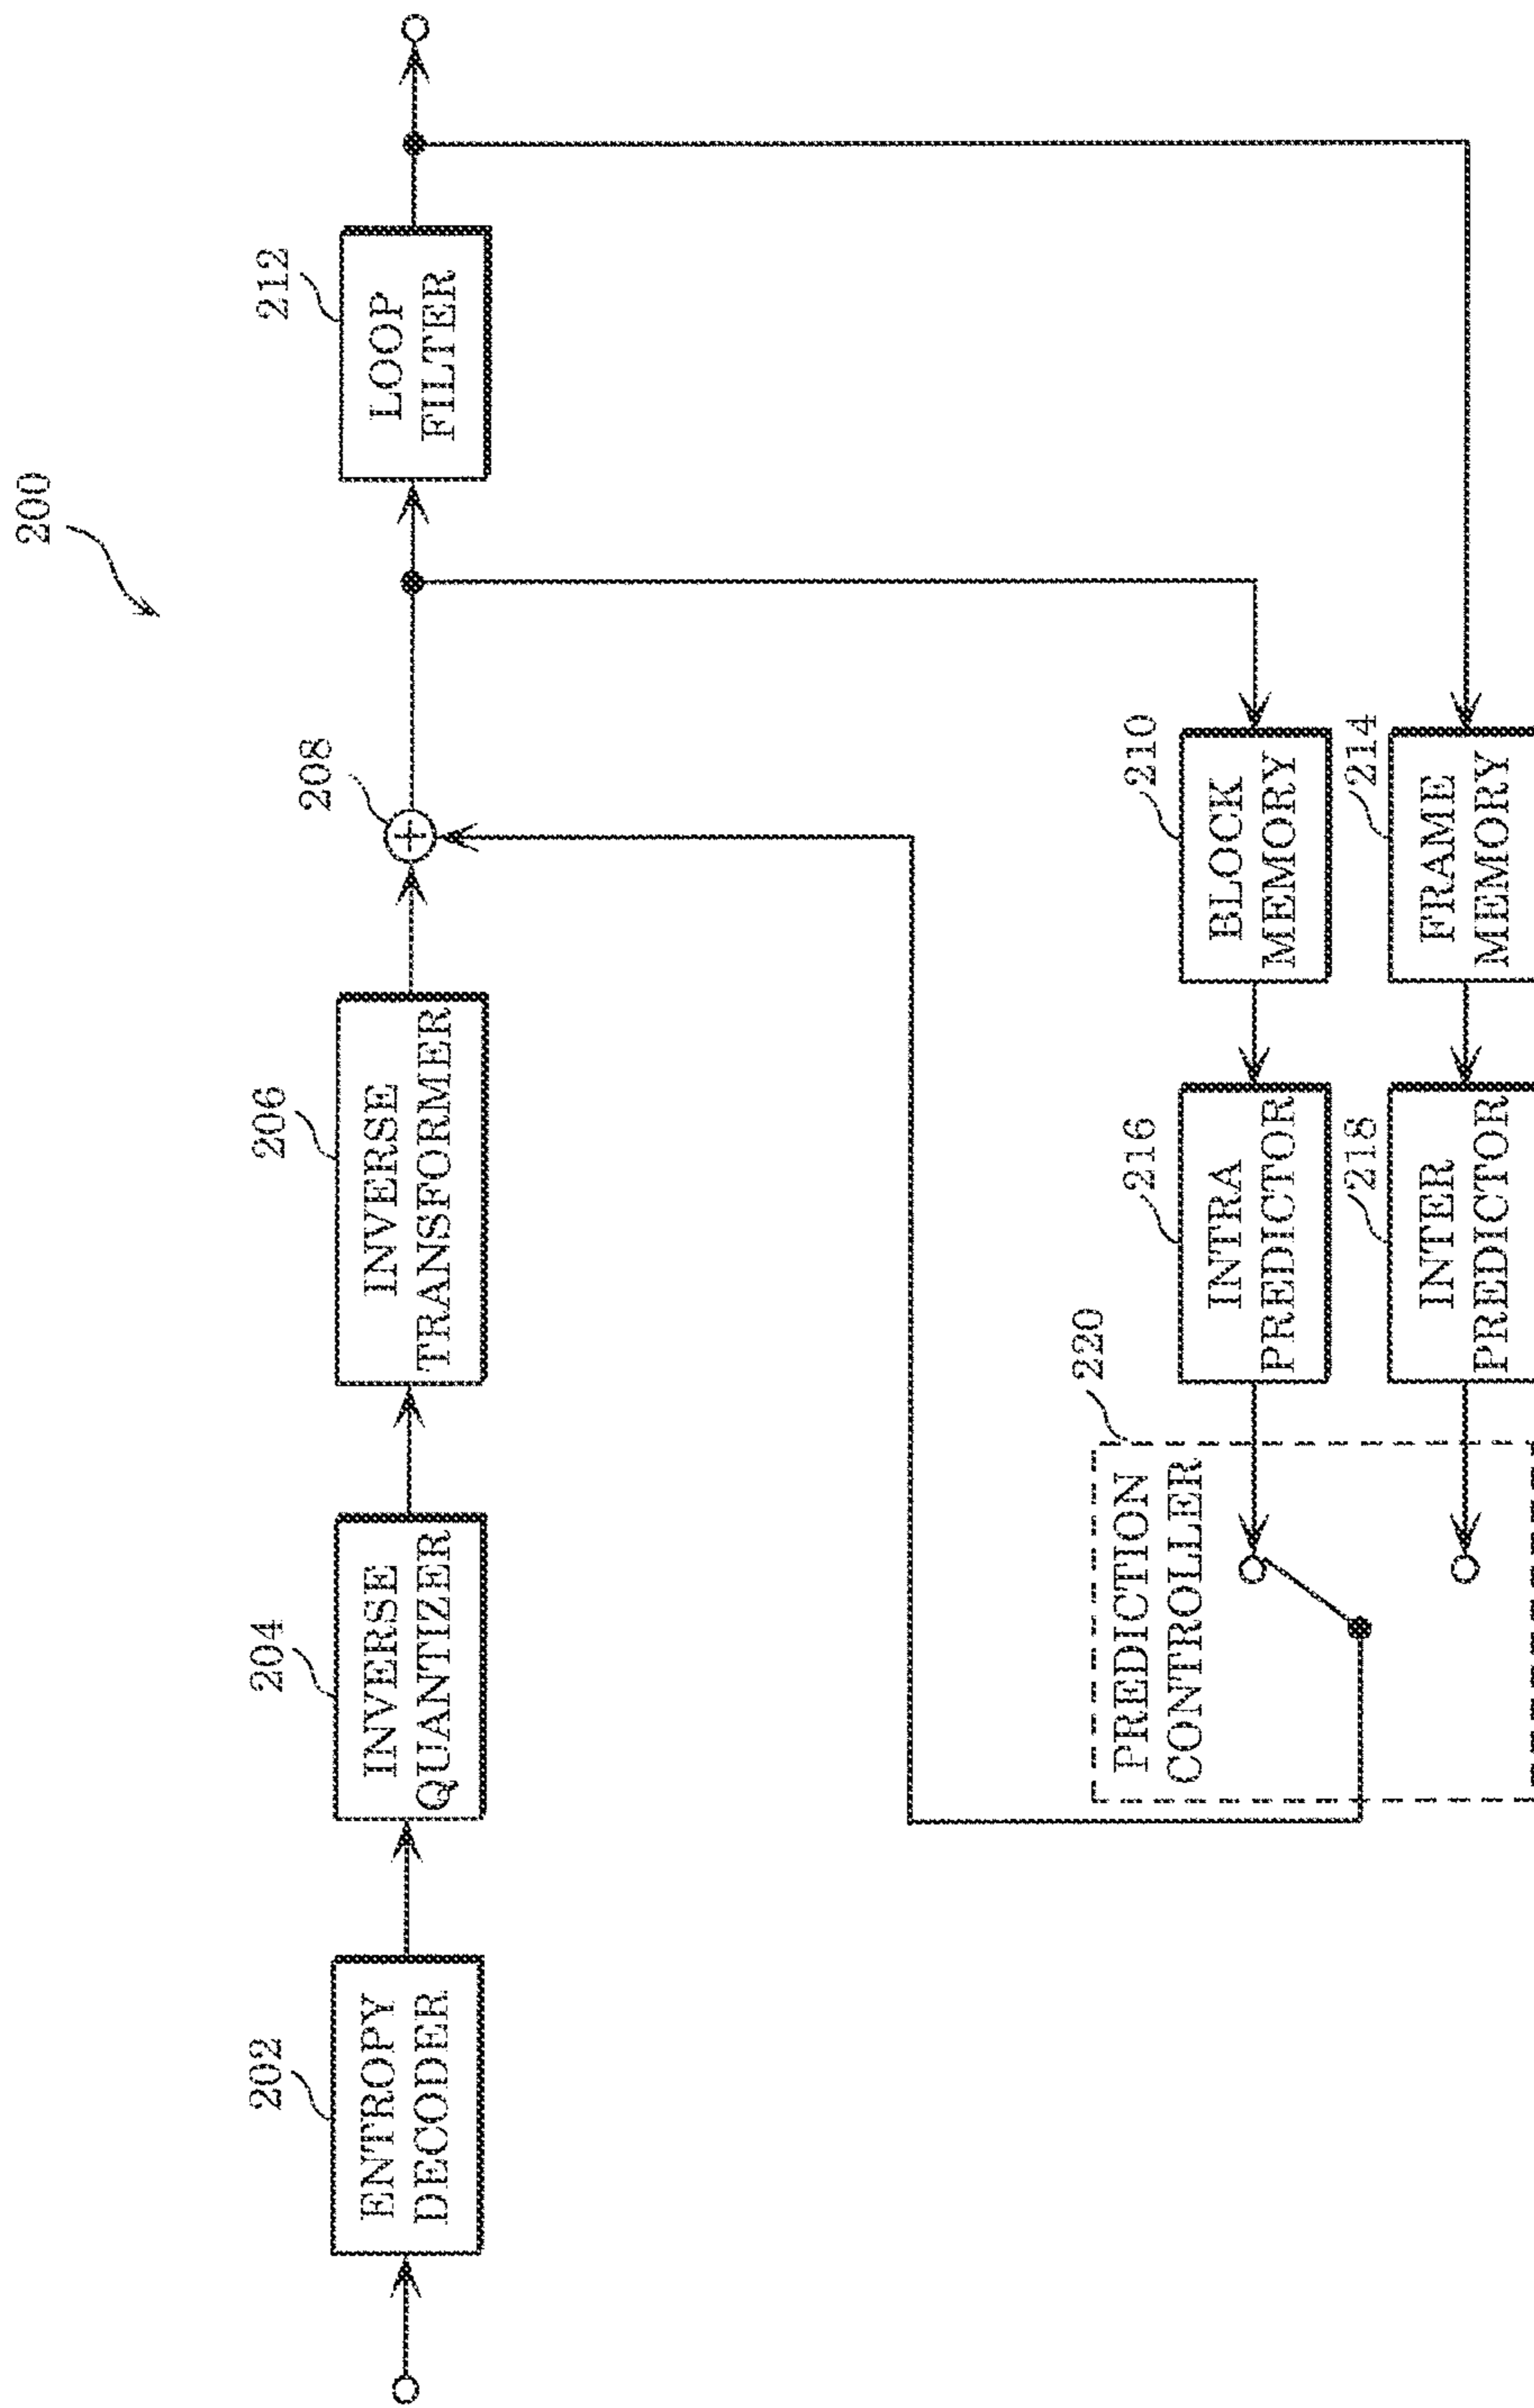 200
202
ENTROPY
DECODER
204
INVERSE
QUANTIZER
206
INVERSE
TRANSFORMER
208
212
LOOP
FILTER
220
PREDICTION
CONTROLLER
216
INTRA
PREDICTOR
210
BLOCK
MEMORY
218
INTER
PREDICTOR
214
FRAME
MEMORY